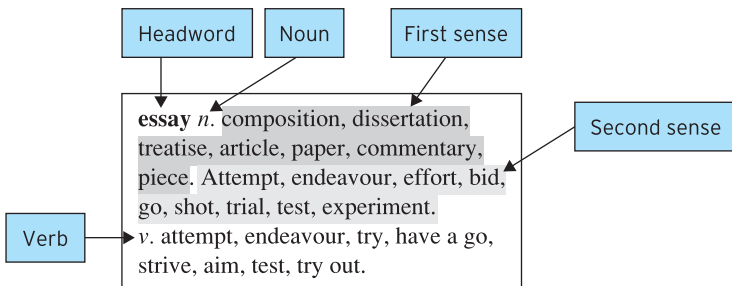 Headword
Noun
First sense
essay n. composition, dissertation,
treatise, article, paper, commentary,
piece. Attempt, endeavour, effort, bid,
go, shot, trial, test, experiment.
Second sense
Verb
v. attempt, endeavour, try, have a go,
strive, aim, test, try out.